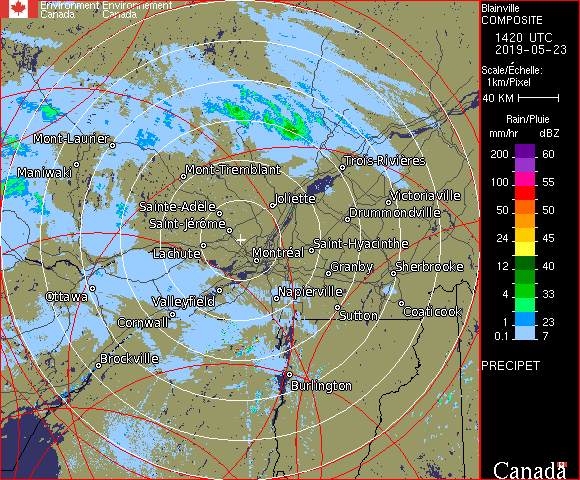 Environment Environnement
Canada Canada
Blainville
COMPOSITE
1420 UTC
2019-05-23
Scale/Échelle:
1km/Pixel
40 KM
Rain/Pluie
mm/hr dBZ
200 60
100 55
50 50
24 45
12 40
4 33
1 23
0.1 7
PRECIPET
Canada
Mont-Laurier
Maniwaki
Mont-Tremblant
Trois-Rivières
Sainte-Adèle
Joliette
Victoriaville
Drummondville
Saint-Jérôme
Lachute
Montréal
Saint-Hyacinthe
Granby
Sherbrooke
Ottawa
Valleyfield
Napierville
Cornwall
Sutton
Coaticook
Brockville
Burlington